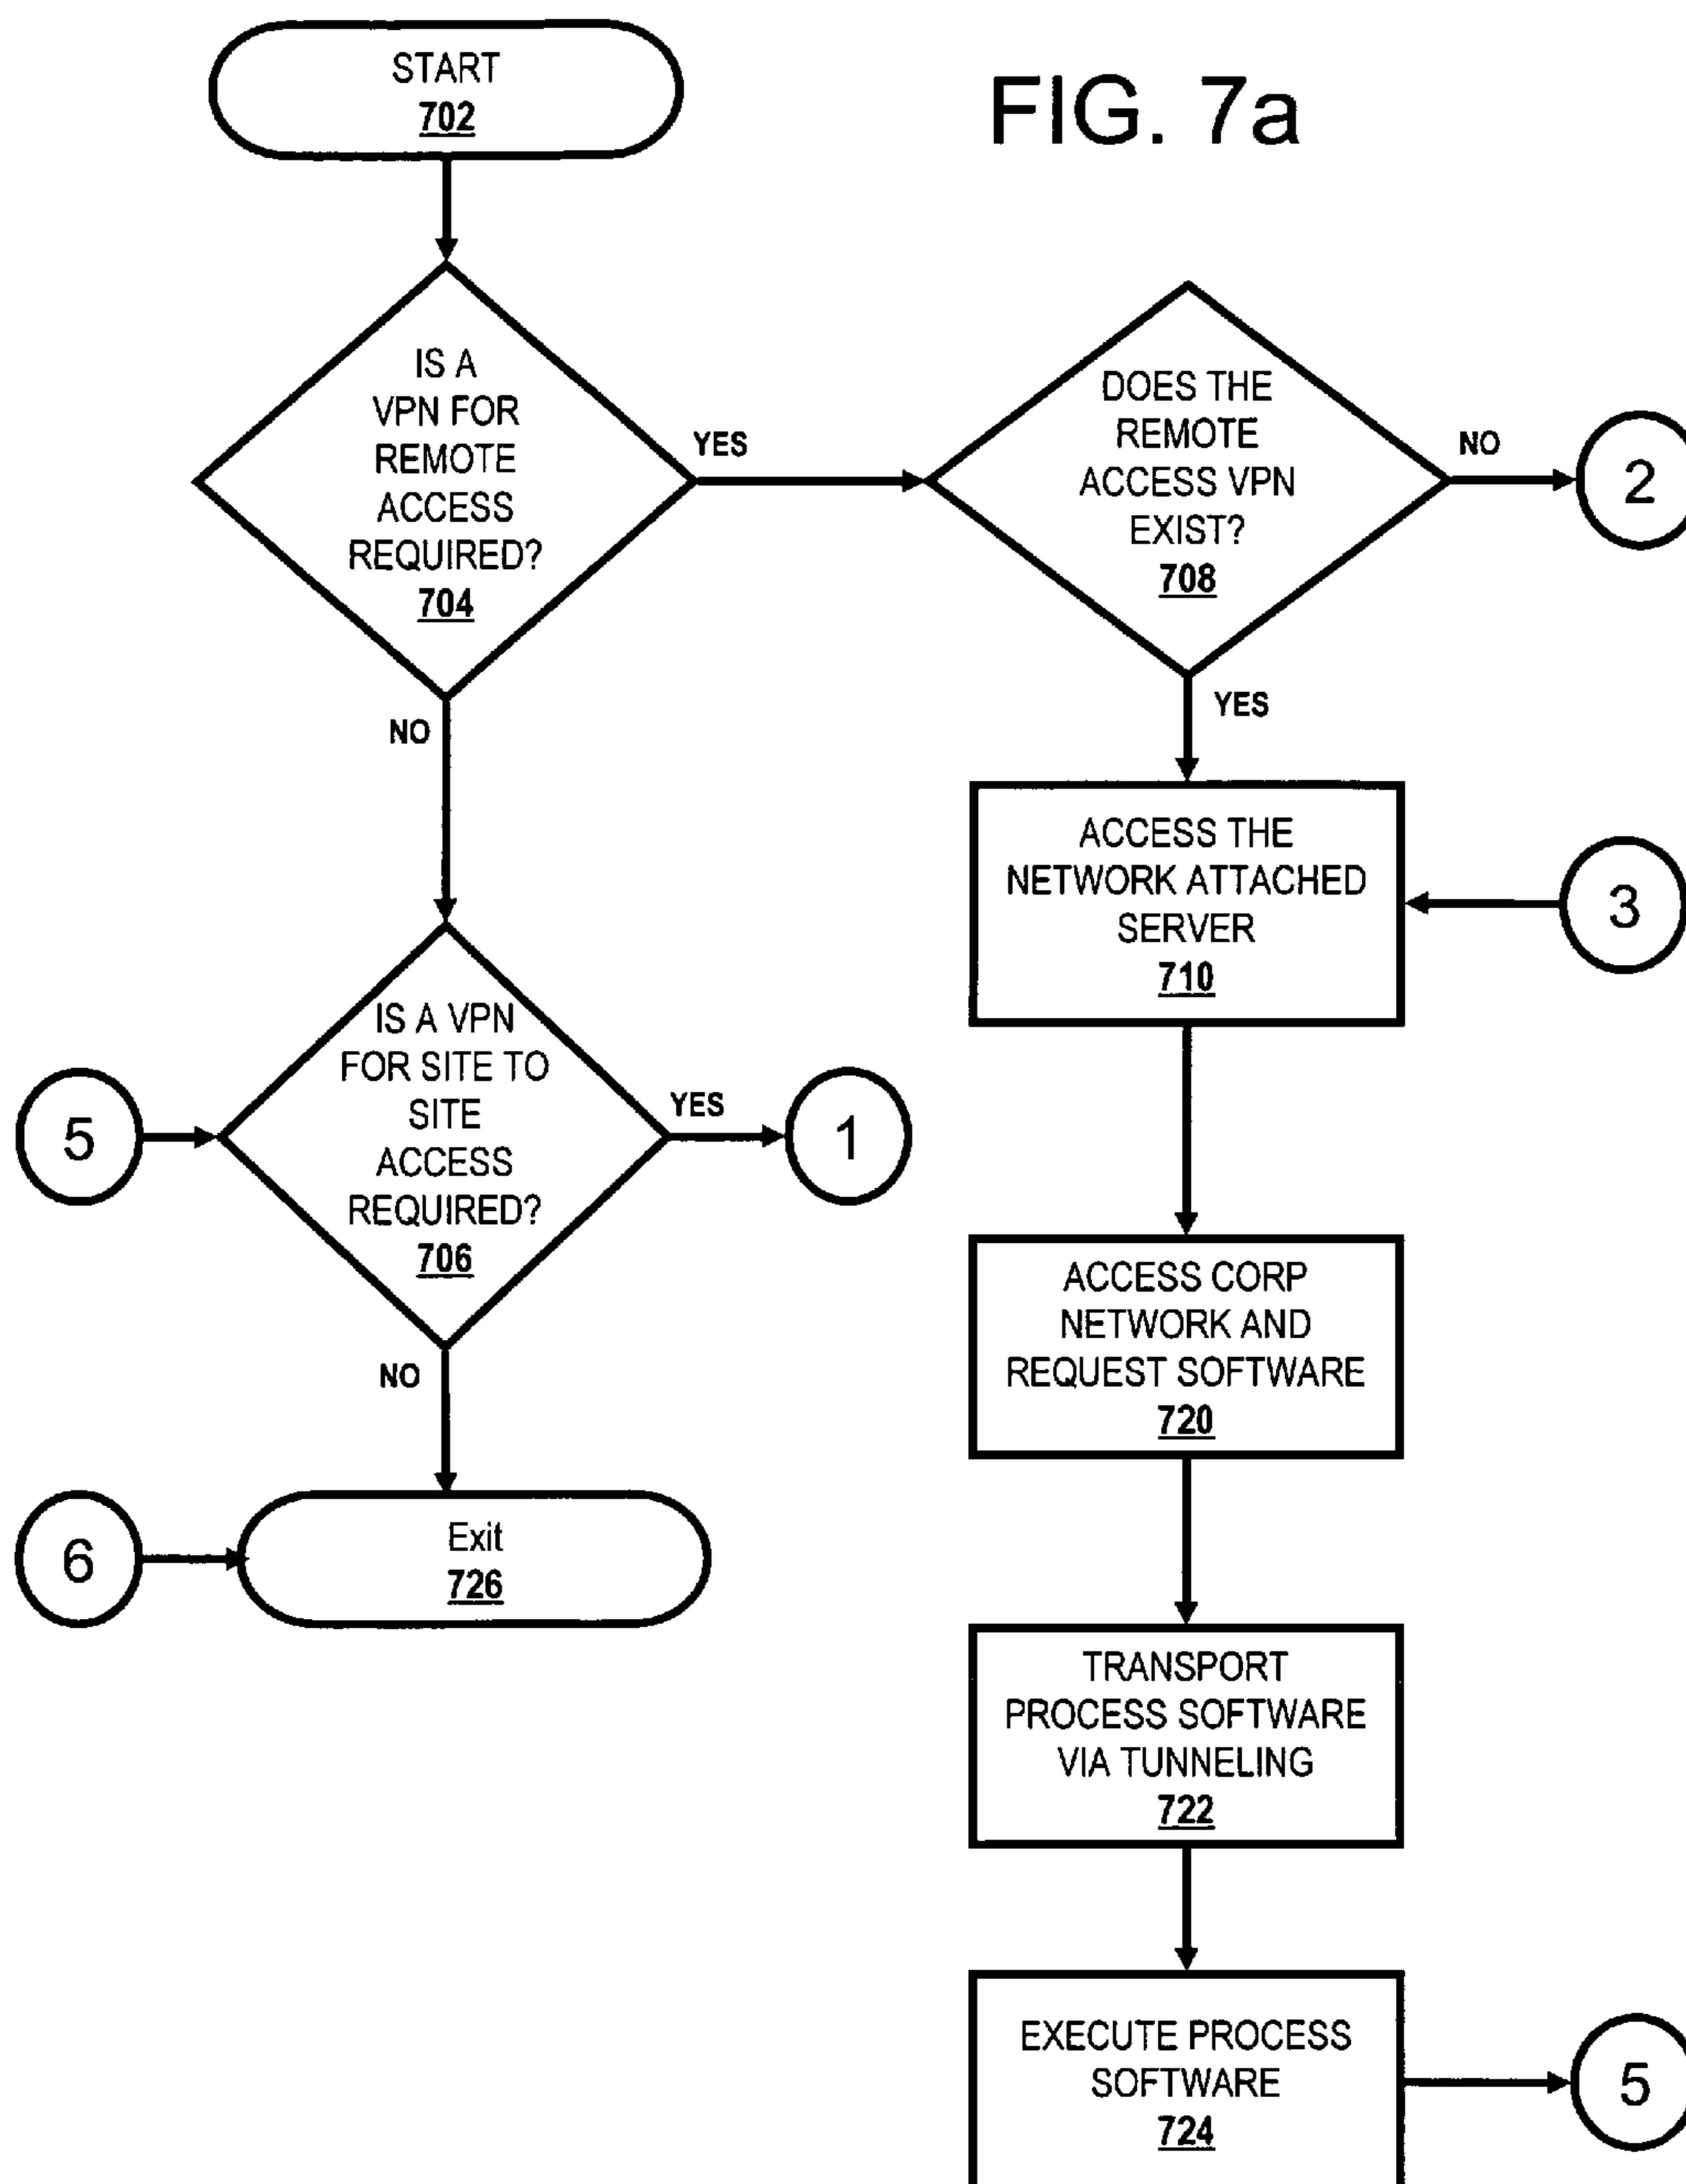 START
702
FIG. 7a
IS A
VPN FOR
REMOTE
ACCESS
REQUIRED?
704
YES
NO
DOES THE
REMOTE
ACCESS VPN
EXIST?
708
NO
2
YES
ACCESS THE
NETWORK ATTACHED
SERVER
710
3
5
IS A VPN
FOR SITE TO
SITE
ACCESS
REQUIRED?
706
YES
1
NO
ACCESS CORP
NETWORK AND
REQUEST SOFTWARE
720
6
Exit
726
TRANSPORT
PROCESS SOFTWARE
VIA TUNNELING
722
EXECUTE PROCESS
SOFTWARE
724
5